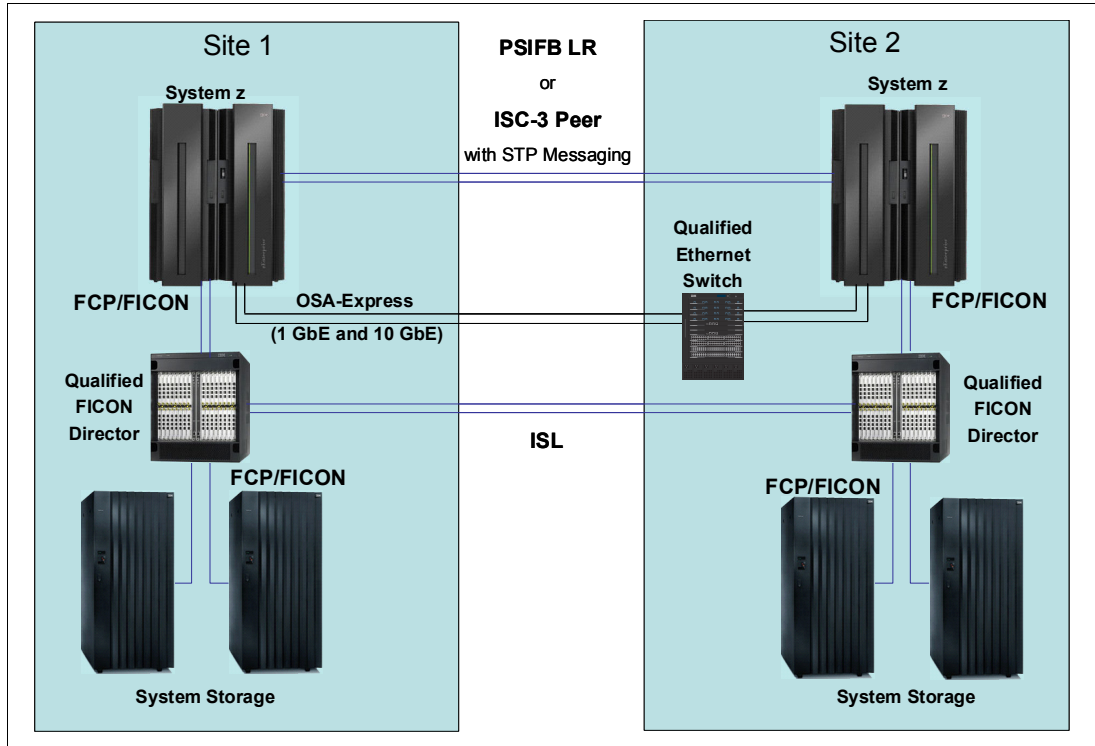 Site 1
System z
PSIFB LR
or
ISC-3 Peer
with STP Messaging
Site 2
System z
Qualified
Ethernet
Switch
FCP/FICON
OSA-Express
(1 GbE and 10 GbE)
FCP/FICON
Qualified
FICON
Director
Qualified
FICON
Director
ISL
FCP/FICON
FCP/FICON
System Storage
System Storage